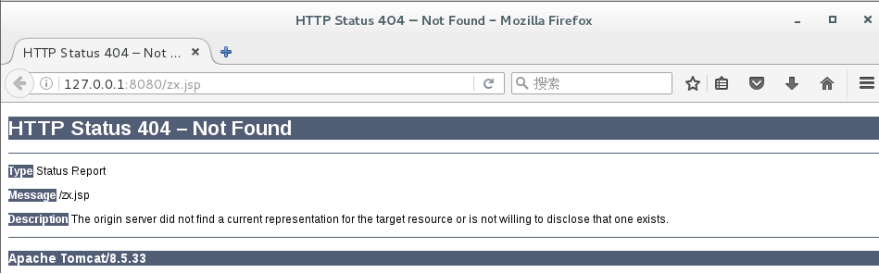 HTTP Status 404 – Not Found - Mozilla Firefox
HTTP Status 404 – Not ...
127.0.0.1:8080/zx.jsp
搜索
HTTP Status 404 – Not Found
Type Status Report
Message /zx.jsp
Description The origin server did not find a current representation for the target resource or is not willing to disclose that one exists.
Apache Tomcat/8.5.33